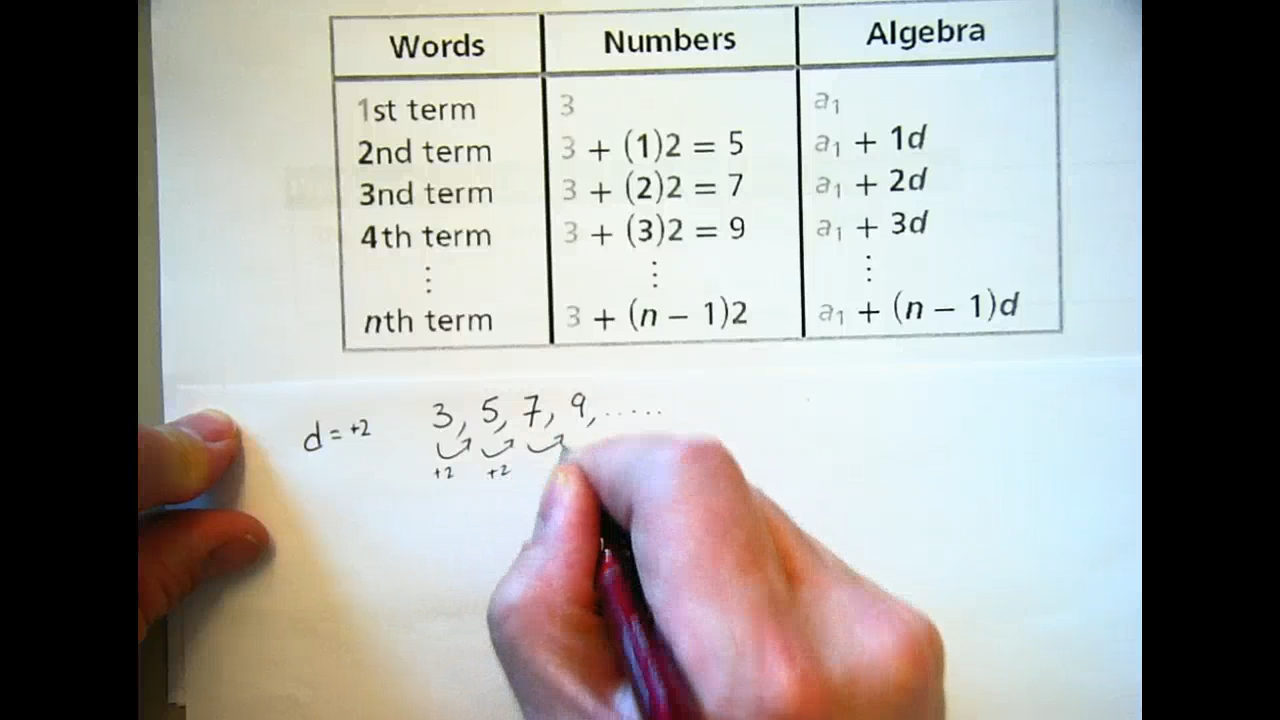 Words Numbers Algebra
1st term 3 a₁
2nd term 3 + (1)2 = 5 a₁ + 1d
3nd term 3 + (2)2 = 7 a₁ + 2d
4th term 3 + (3)2 = 9 a₁ + 3d
⋮ ⋮ ⋮
nth term 3 + (n − 1)2 a₁ + (n − 1)d
d = +2 3, 5, 7, 9, .....
+2 +2